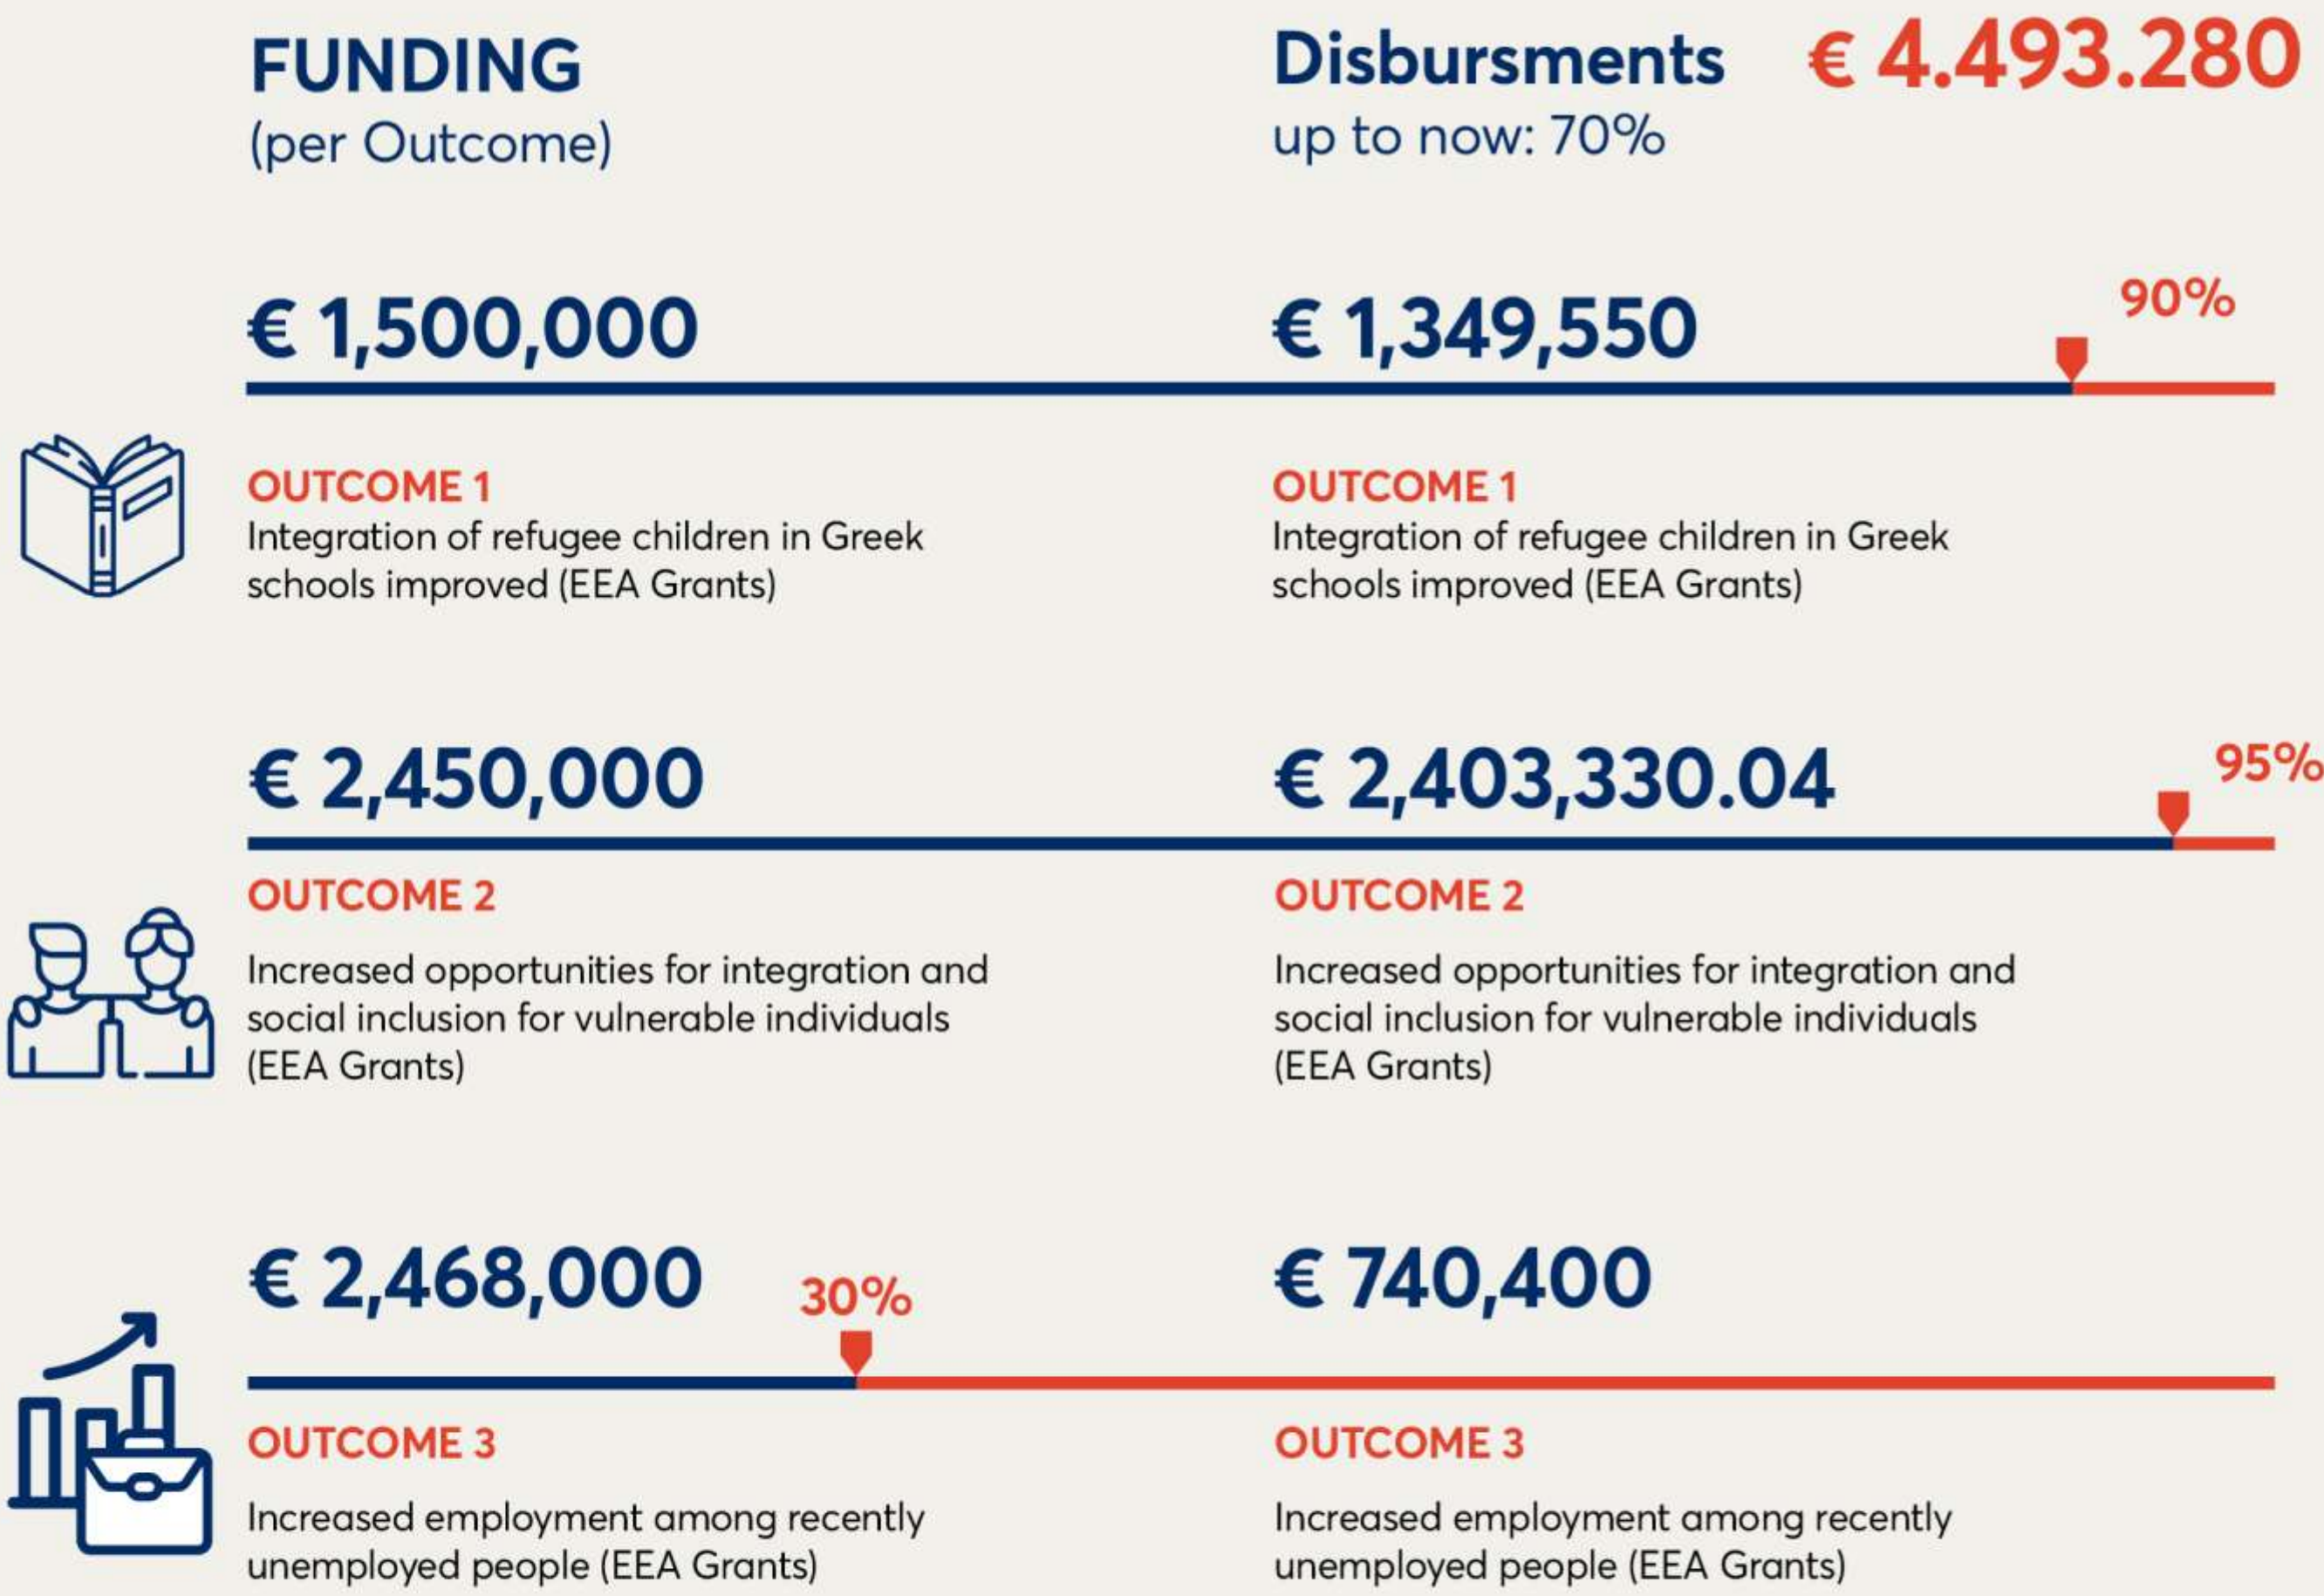 FUNDING
(per Outcome)
Disbursments
up to now: 70%
€ 4.493.280
€ 1,500,000
€ 1,349,550
90%
OUTCOME 1
Integration of refugee children in Greek
schools improved (EEA Grants)
OUTCOME 1
Integration of refugee children in Greek
schools improved (EEA Grants)
€ 2,450,000
€ 2,403,330.04
95%
OUTCOME 2
Increased opportunities for integration and
social inclusion for vulnerable individuals
(EEA Grants)
OUTCOME 2
Increased opportunities for integration and
social inclusion for vulnerable individuals
(EEA Grants)
€ 2,468,000
30%
€ 740,400
OUTCOME 3
Increased employment among recently
unemployed people (EEA Grants)
OUTCOME 3
Increased employment among recently
unemployed people (EEA Grants)